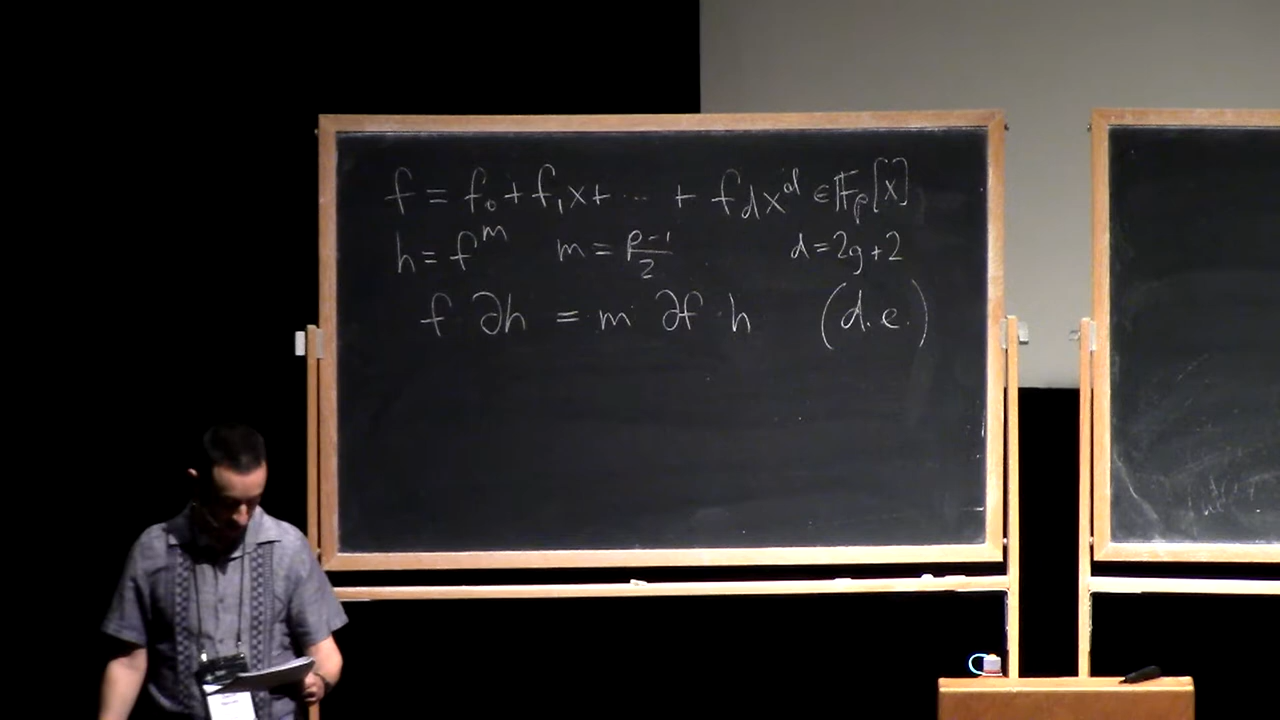 f = f₀ + f₁x + ⋯ + f_d x^d ∈ 𝔽_p[x]
h = f^m m = (p-1)/2 d = 2g+2
f ∂h = m ∂f · h (d.e.)